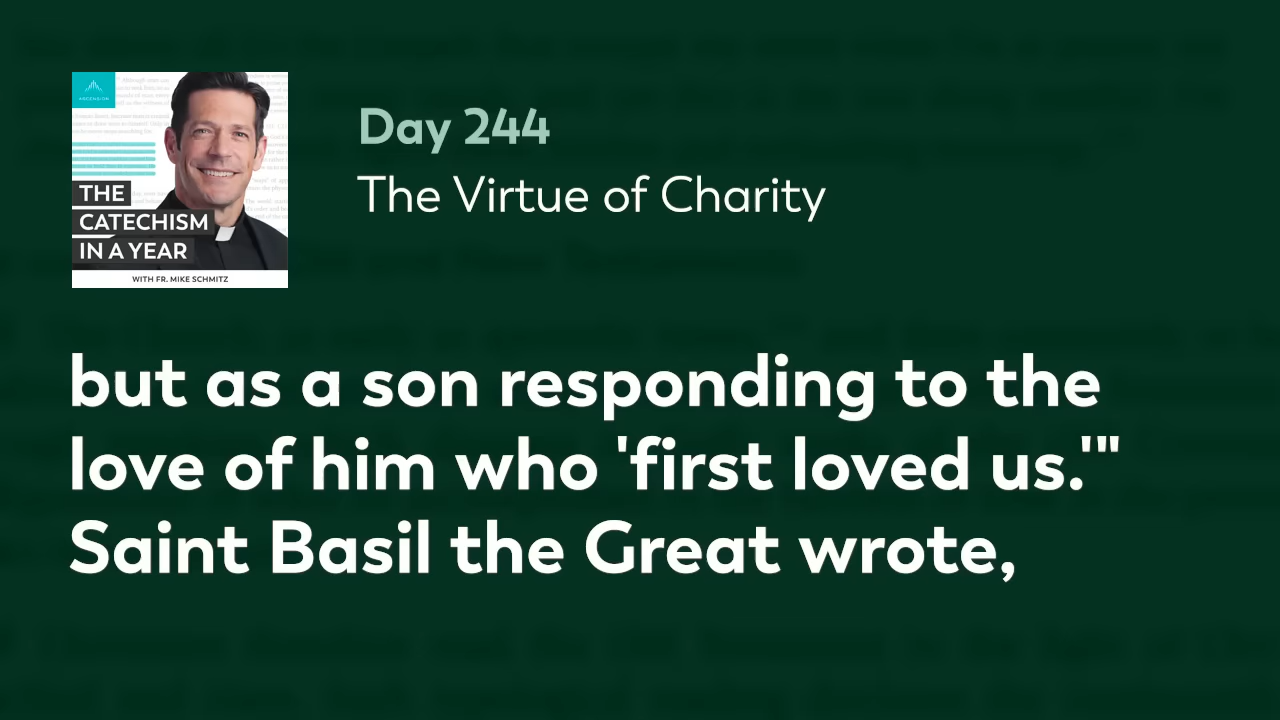 ASCENSION
THE
CATECHISM
IN A YEAR
WITH FR. MIKE SCHMITZ
Day 244
The Virtue of Charity
but as a son responding to the
love of him who 'first loved us.'"
Saint Basil the Great wrote,